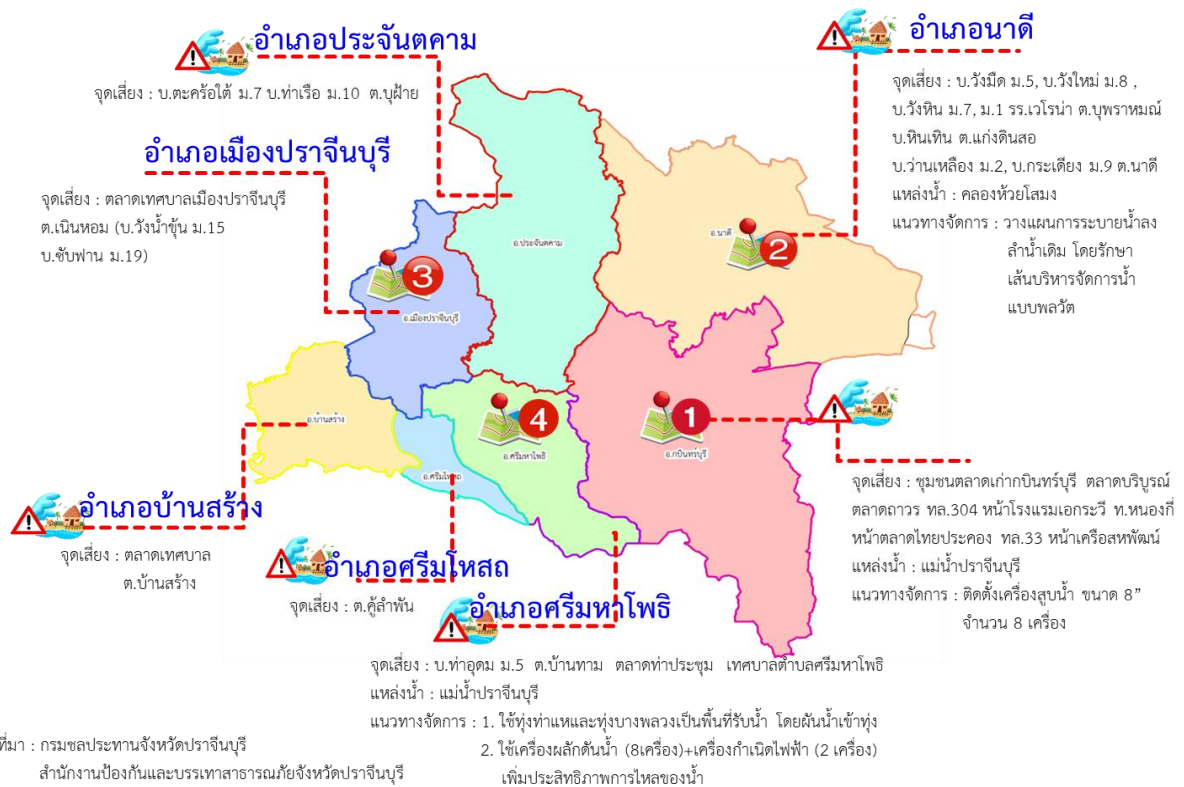 อำเภอประจันตคาม
จุดเสี่ยง : บ.ตะคร้อใต้ ม.7 บ.ท่าเรือ ม.10 ต.บุฝ้าย
อำเภอนาดี
จุดเสี่ยง : บ.วังมืด ม.5, บ.วังใหม่ ม.8 ,
บ.วังหิน ม.7, ม.1 รร.เวโรน่า ต.บุพราหมณ์
บ.หินเทิน ต.แก่งดินสอ
บ.ว่านเหลือง ม.2, บ.กระเดียง ม.9 ต.นาดี
แหล่งน้ำ : คลองห้วยโสมง
แนวทางจัดการ : วางแผนการระบายน้ำลง
ลำน้ำเดิม โดยรักษา
เส้นบริหารจัดการน้ำ
แบบพลวัต
อำเภอเมืองปราจีนบุรี
จุดเสี่ยง : ตลาดเทศบาลเมืองปราจีนบุรี
ต.เนินหอม (บ.วังน้ำขุ้น ม.15
บ.ซับฟาน ม.19)
อ.ประจันตคาม
อ.นาดี
2
3
อ.เมืองปราจีนบุรี
อ.บ้านสร้าง
4
อ.ศรีมหาโพธิ
1
อ.กบินทร์บุรี
อ.ศรีมโหสถ
จุดเสี่ยง : ชุมชนตลาดเก่ากบินทร์บุรี ตลาดบริบูรณ์
ตลาดถาวร ทล.304 หน้าโรงแรมเอกระวี ท.หนองกี่
หน้าตลาดไทยประคอง ทล.33 หน้าเครือสหพัฒน์
แหล่งน้ำ : แม่น้ำปราจีนบุรี
แนวทางจัดการ : ติดตั้งเครื่องสูบน้ำ ขนาด 8”
จำนวน 8 เครื่อง
อำเภอบ้านสร้าง
จุดเสี่ยง : ตลาดเทศบาล
ต.บ้านสร้าง
อำเภอศรีมโหสถ
จุดเสี่ยง : ต.คู้ลำพัน
อำเภอศรีมหาโพธิ
จุดเสี่ยง : บ.ท่าอุดม ม.5 ต.บ้านทาม ตลาดท่าประชุม เทศบาลตำบลศรีมหาโพธิ
แหล่งน้ำ : แม่น้ำปราจีนบุรี
แนวทางจัดการ : 1. ใช้ทุ่งท่าแหและทุ่งบางพลวงเป็นพื้นที่รับน้ำ โดยผันน้ำเข้าทุ่ง
2. ใช้เครื่องผลักดันน้ำ (8เครื่อง)+เครื่องกำเนิดไฟฟ้า (2 เครื่อง)
เพิ่มประสิทธิภาพการไหลของน้ำ
ที่มา : กรมชลประทานจังหวัดปราจีนบุรี
สำนักงานป้องกันและบรรเทาสาธารณภัยจังหวัดปราจีนบุรี